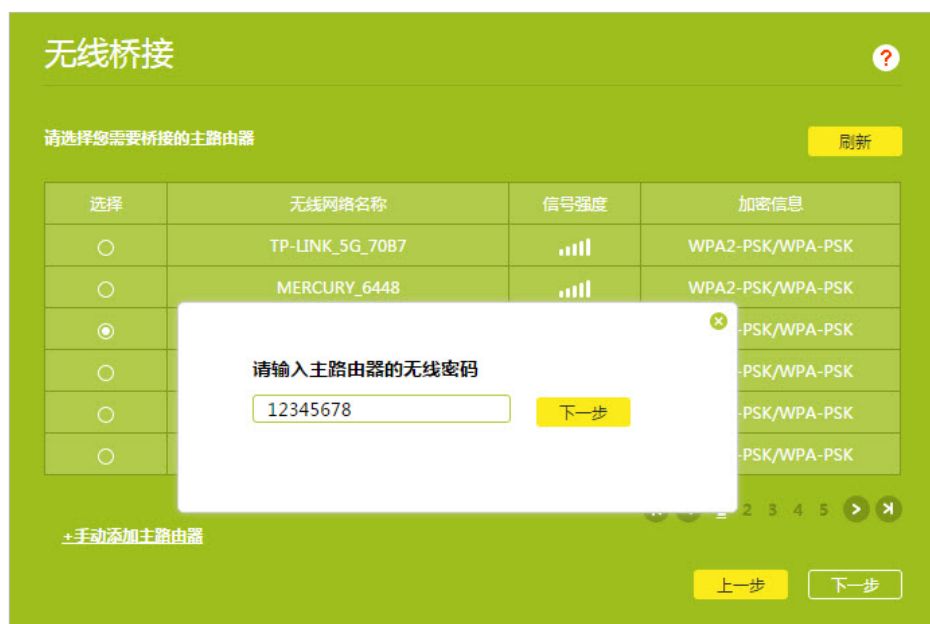 无线桥接
?
请选择您需要桥接的主路由器
刷新
选择 无线网络名称 信号强度 加密信息
TP-LINK_5G_70B7 WPA2-PSK/WPA-PSK
MERCURY_6448 WPA2-PSK/WPA-PSK
-PSK/WPA-PSK
请输入主路由器的无线密码
-PSK/WPA-PSK
12345678 下一步
-PSK/WPA-PSK
-PSK/WPA-PSK
1 2 3 4 5
+手动添加主路由器
上一步 下一步